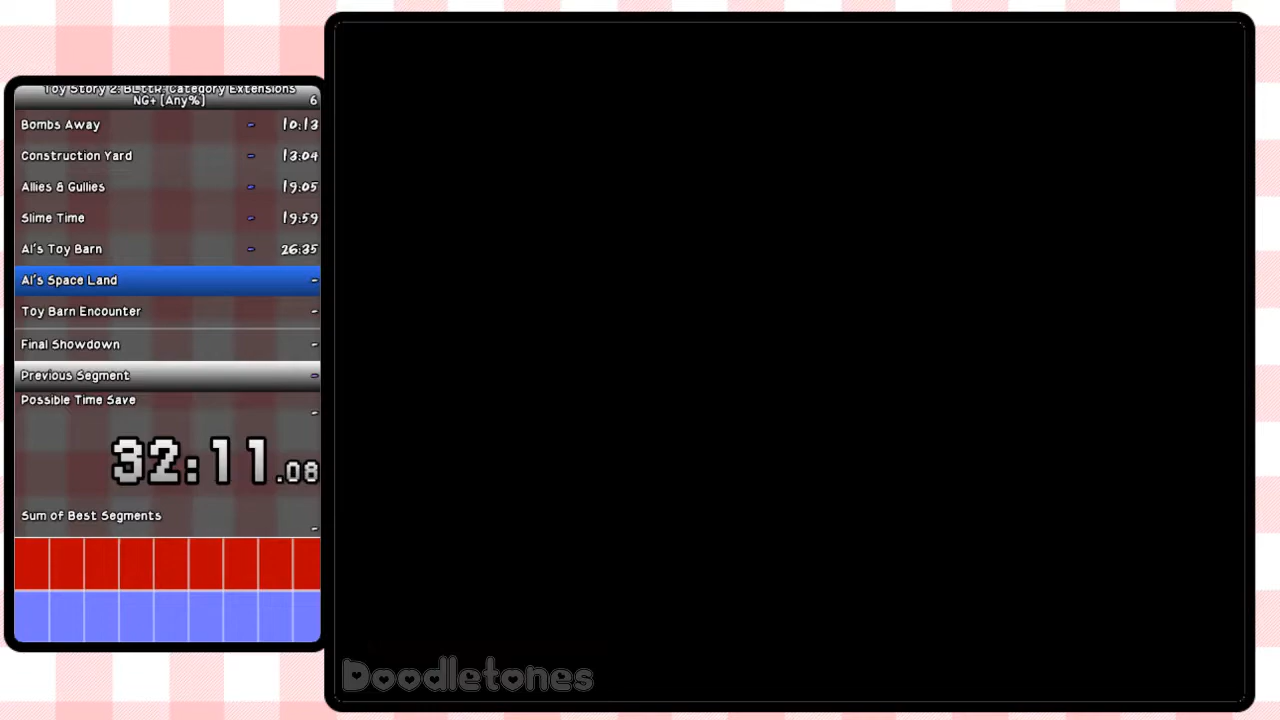 Toy Story 2: BLttR: Category Extensions
NG+ [Any%] 6
Bombs Away - 10:13
Construction Yard - 13:04
Allies & Gullies - 19:05
Slime Time - 19:59
Al's Toy Barn - 26:35
Al's Space Land -
Toy Barn Encounter -
Final Showdown -
Previous Segment -
Possible Time Save
-
32:11.08
Sum of Best Segments
-
Doodletones